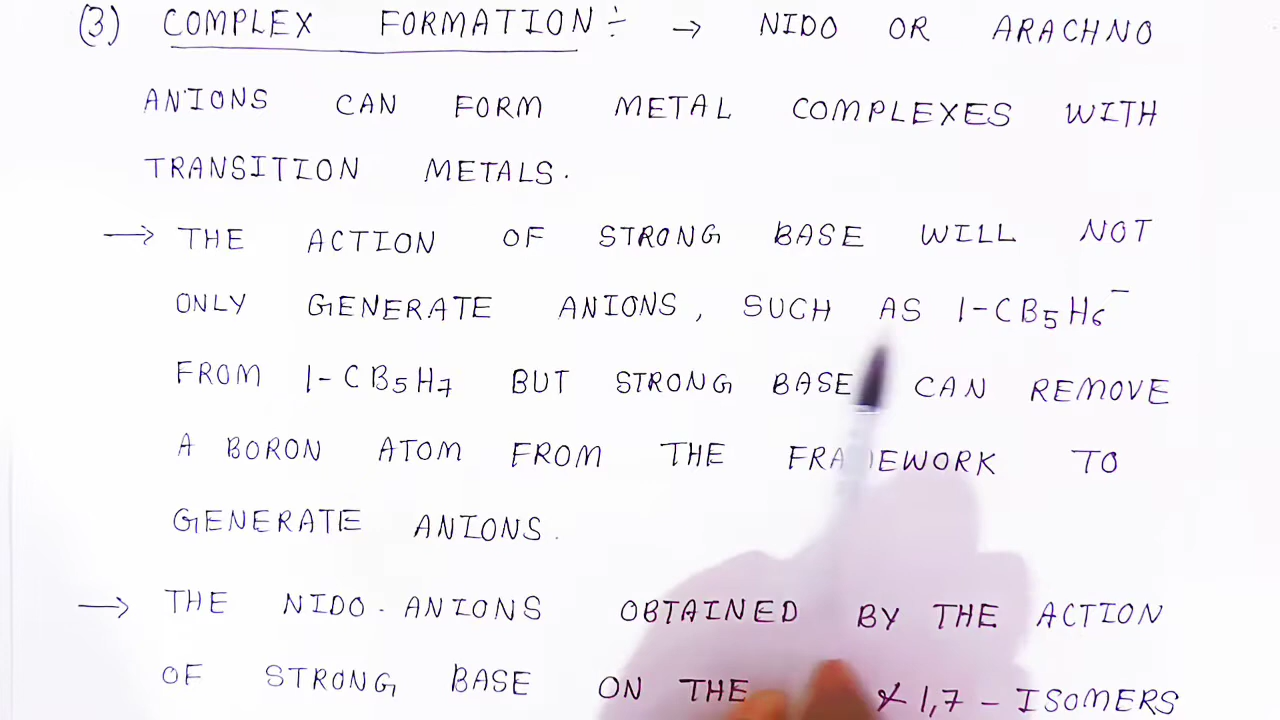 (3) COMPLEX FORMATION ÷ → NIDO OR ARACHNO
ANIONS CAN FORM METAL COMPLEXES WITH
TRANSITION METALS.
→ THE ACTION OF STRONG BASE WILL NOT
ONLY GENERATE ANIONS, SUCH AS 1-CB₅H₆⁻
FROM 1-CB₅H₇ BUT STRONG BASE CAN REMOVE
A BORON ATOM FROM THE FRAMEWORK TO
GENERATE ANIONS.
→ THE NIDO-ANIONS OBTAINED BY THE ACTION
OF STRONG BASE ON THE & 1,7 - ISOMERS